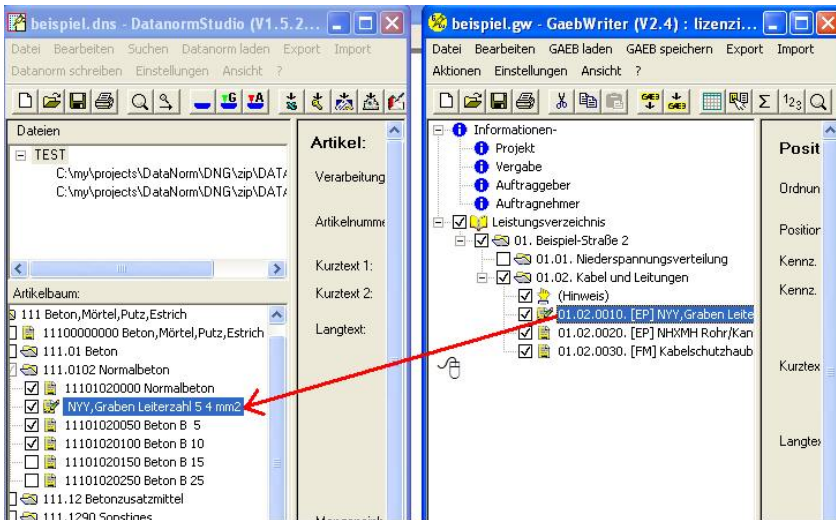 beispiel.dns - DatanormStudio (V1.5.2...
Datei Bearbeiten Suchen Datanorm laden Export Import
Datanorm schreiben Einstellungen Ansicht ?
Dateien
TEST
C:\my\projects\DataNorm\DNG\zip\DATA
C:\my\projects\DataNorm\DNG\zip\DATA
Artikelbaum:
111 Beton,Mörtel,Putz,Estrich
11100000000 Beton,Mörtel,Putz,Estrich
111.01 Beton
111.0102 Normalbeton
11101020000 Normalbeton
NYY,Graben Leiterzahl 5 4 mm2
11101020050 Beton B 5
11101020100 Beton B 10
11101020150 Beton B 15
11101020250 Beton B 25
111.12 Betonzusatzmittel
111.1290 Sonstiges
Artikel:
Verarbeitung
Artikelnumme
Kurztext 1:
Kurztext 2:
Langtext:
beispiel.gw - GaebWriter (V2.4) : lizenzi...
Datei Bearbeiten GAEB laden GAEB speichern Export Import
Aktionen Einstellungen Ansicht ?
Informationen-
Projekt
Vergabe
Auftraggeber
Auftragnehmer
Leistungsverzeichnis
01. Beispiel-Straße 2
01.01. Niederspannungsverteilung
01.02. Kabel und Leitungen
(Hinweis)
01.02.0010. [EP] NYY,Graben Leite
01.02.0020. [EP] NHXMH Rohr/Kan
01.02.0030. [FM] Kabelschutzhaub
Posit
Ordnun
Position
Kennz.
Kennz.
Kurztex
Langtex